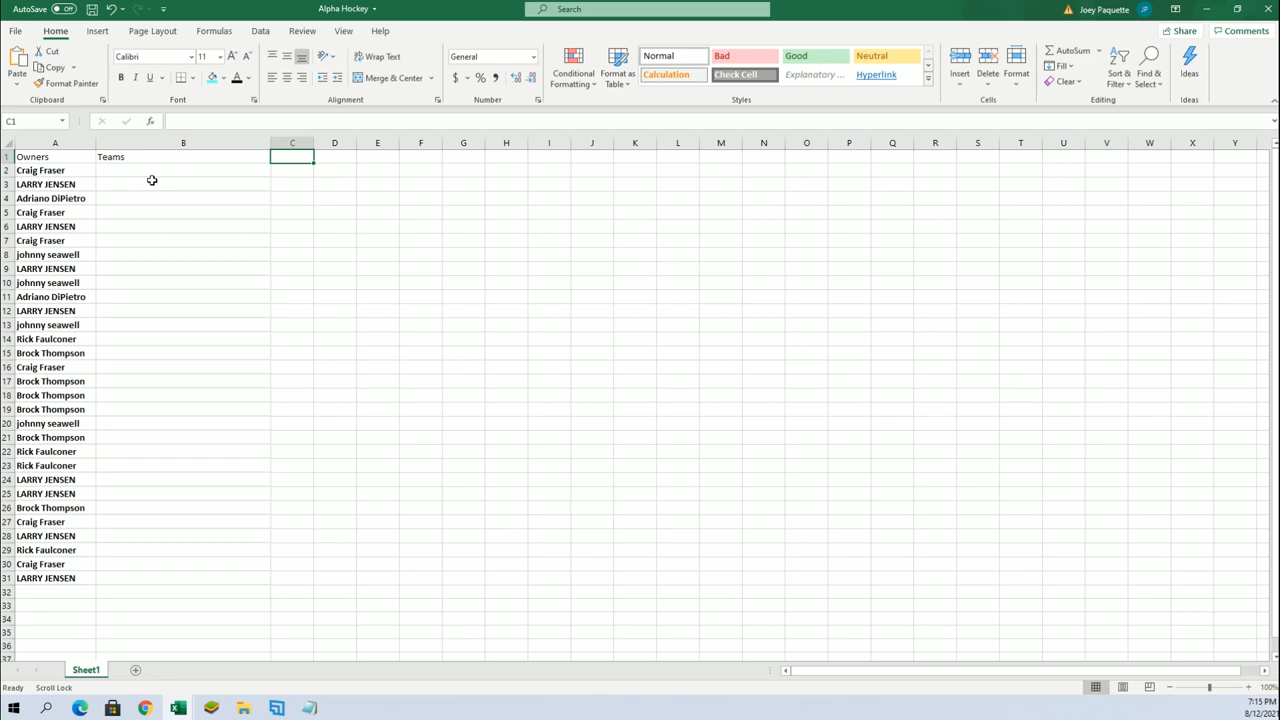 AutoSave Off Alpha Hockey Search Joey Paquette JP
File Home Insert Page Layout Formulas Data Review View Help Share Comments
Paste Cut Copy Format Painter Clipboard
Calibri 11 B I U A Font
Wrap Text Merge & Center Alignment
General $ % Number
Conditional Formatting Format as Table
Normal Bad Good Neutral
Calculation Check Cell Explanatory ... Hyperlink
Styles
Insert Delete Format Cells
AutoSum Fill Clear Sort & Filter Find & Select Editing
Ideas Ideas
C1 fx
A B C D E F G H I J K L M N O P Q R S T U V W X Y
1 Owners Teams
2 Craig Fraser
3 LARRY JENSEN
4 Adriano DiPietro
5 Craig Fraser
6 LARRY JENSEN
7 Craig Fraser
8 johnny seawell
9 LARRY JENSEN
10 johnny seawell
11 Adriano DiPietro
12 LARRY JENSEN
13 johnny seawell
14 Rick Faulconer
15 Brock Thompson
16 Craig Fraser
17 Brock Thompson
18 Brock Thompson
19 Brock Thompson
20 johnny seawell
21 Brock Thompson
22 Rick Faulconer
23 Rick Faulconer
24 LARRY JENSEN
25 LARRY JENSEN
26 Brock Thompson
27 Craig Fraser
28 LARRY JENSEN
29 Rick Faulconer
30 Craig Fraser
31 LARRY JENSEN
32
33
34
35
36
37
Sheet1
Ready Scroll Lock 100%
7:15 PM